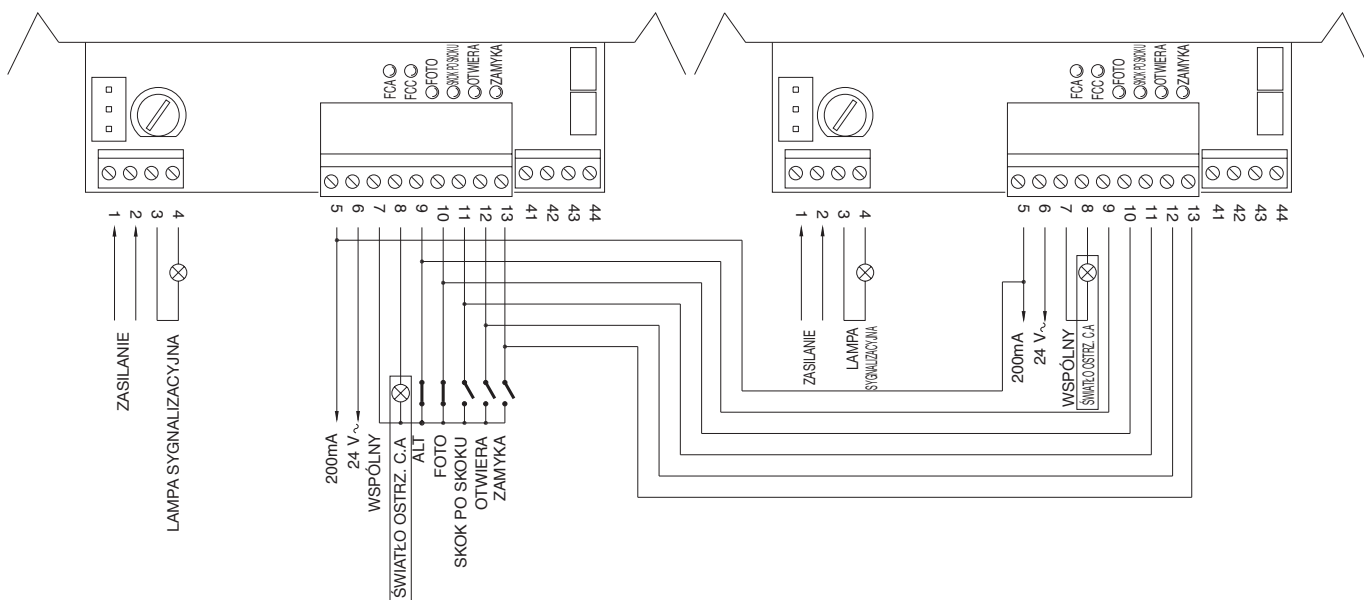 FCA
FCC
FOTO
SKOK PO SKOKU
OTWIERA
ZAMYKA
1
2
3
4
5
6
7
8
9
10
11
12
13
41
42
43
44
ZASILANIE
LAMPA SYGNALIZACYJNA
200mA
24 V~
WSPÓLNY
ŚWIATŁO OSTRZ. C.A
ALT
FOTO
SKOK PO SKOKU
OTWIERA
ZAMYKA
FCA
FCC
FOTO
SKOK PO SKOKU
OTWIERA
ZAMYKA
1
2
3
4
5
6
7
8
9
10
11
12
13
41
42
43
44
ZASILANIE
LAMPA
SYGNALIZACYJNA
200mA
24 V~
WSPÓLNY
ŚWIATŁO OSTRZ. C.A